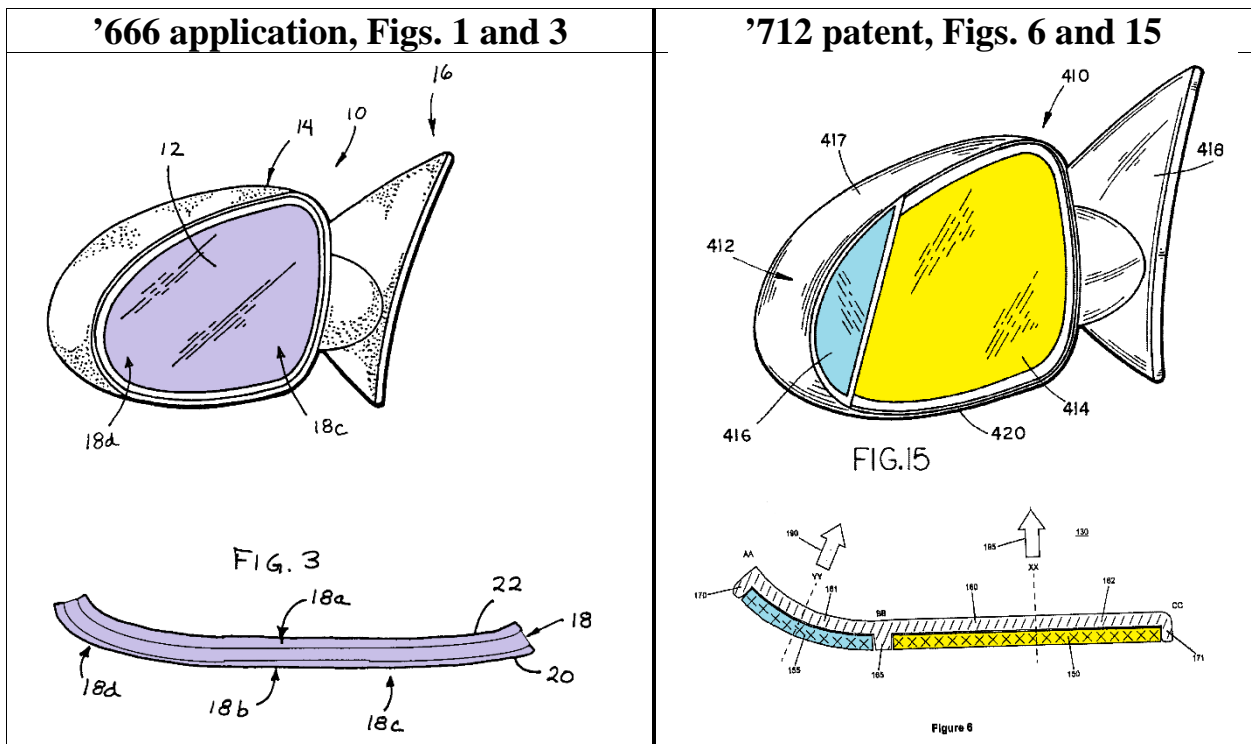 ’666 application, Figs. 1 and 3
16
10
14
12
18d
18c
FIG. 3
18a
22
18
18d
18b
18c
20
’712 patent, Figs. 6 and 15
410
417
418
412
416
414
420
FIG.15
190
195
130
AA
YY
XX
170
161
BB
160
162
CC
155
165
150
171
Figure 6